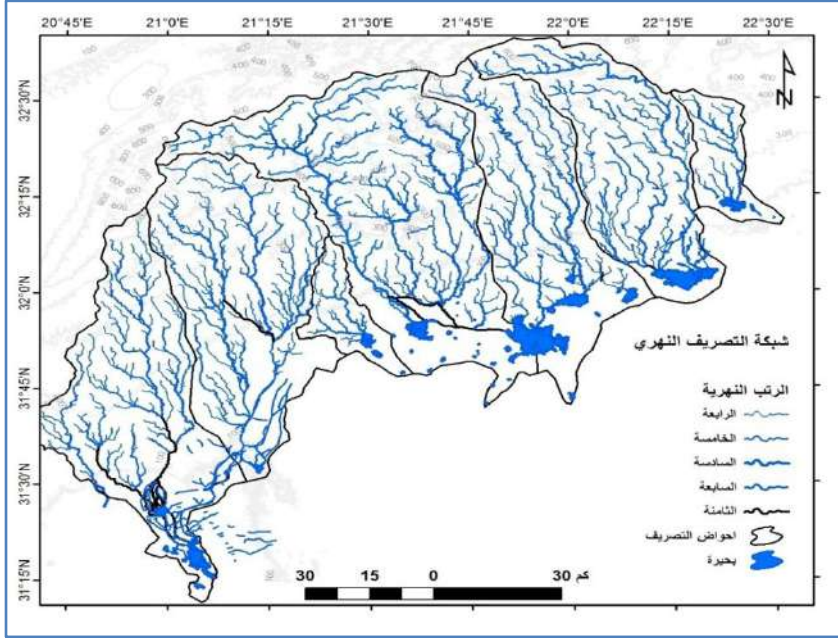 20°45'E 21°0'E 21°15'E 21°30'E 21°45'E 22°0'E 22°15'E 22°30'E
32°30'N
32°15'N
32°0'N
31°45'N
31°30'N
31°15'N
N
شبكة التصريف النهري
الرتب النهرية
الرابعة
الخامسة
السادسة
السابعة
الثامنة
احواض التصريف
بحيرة
30 15 0 30 كم